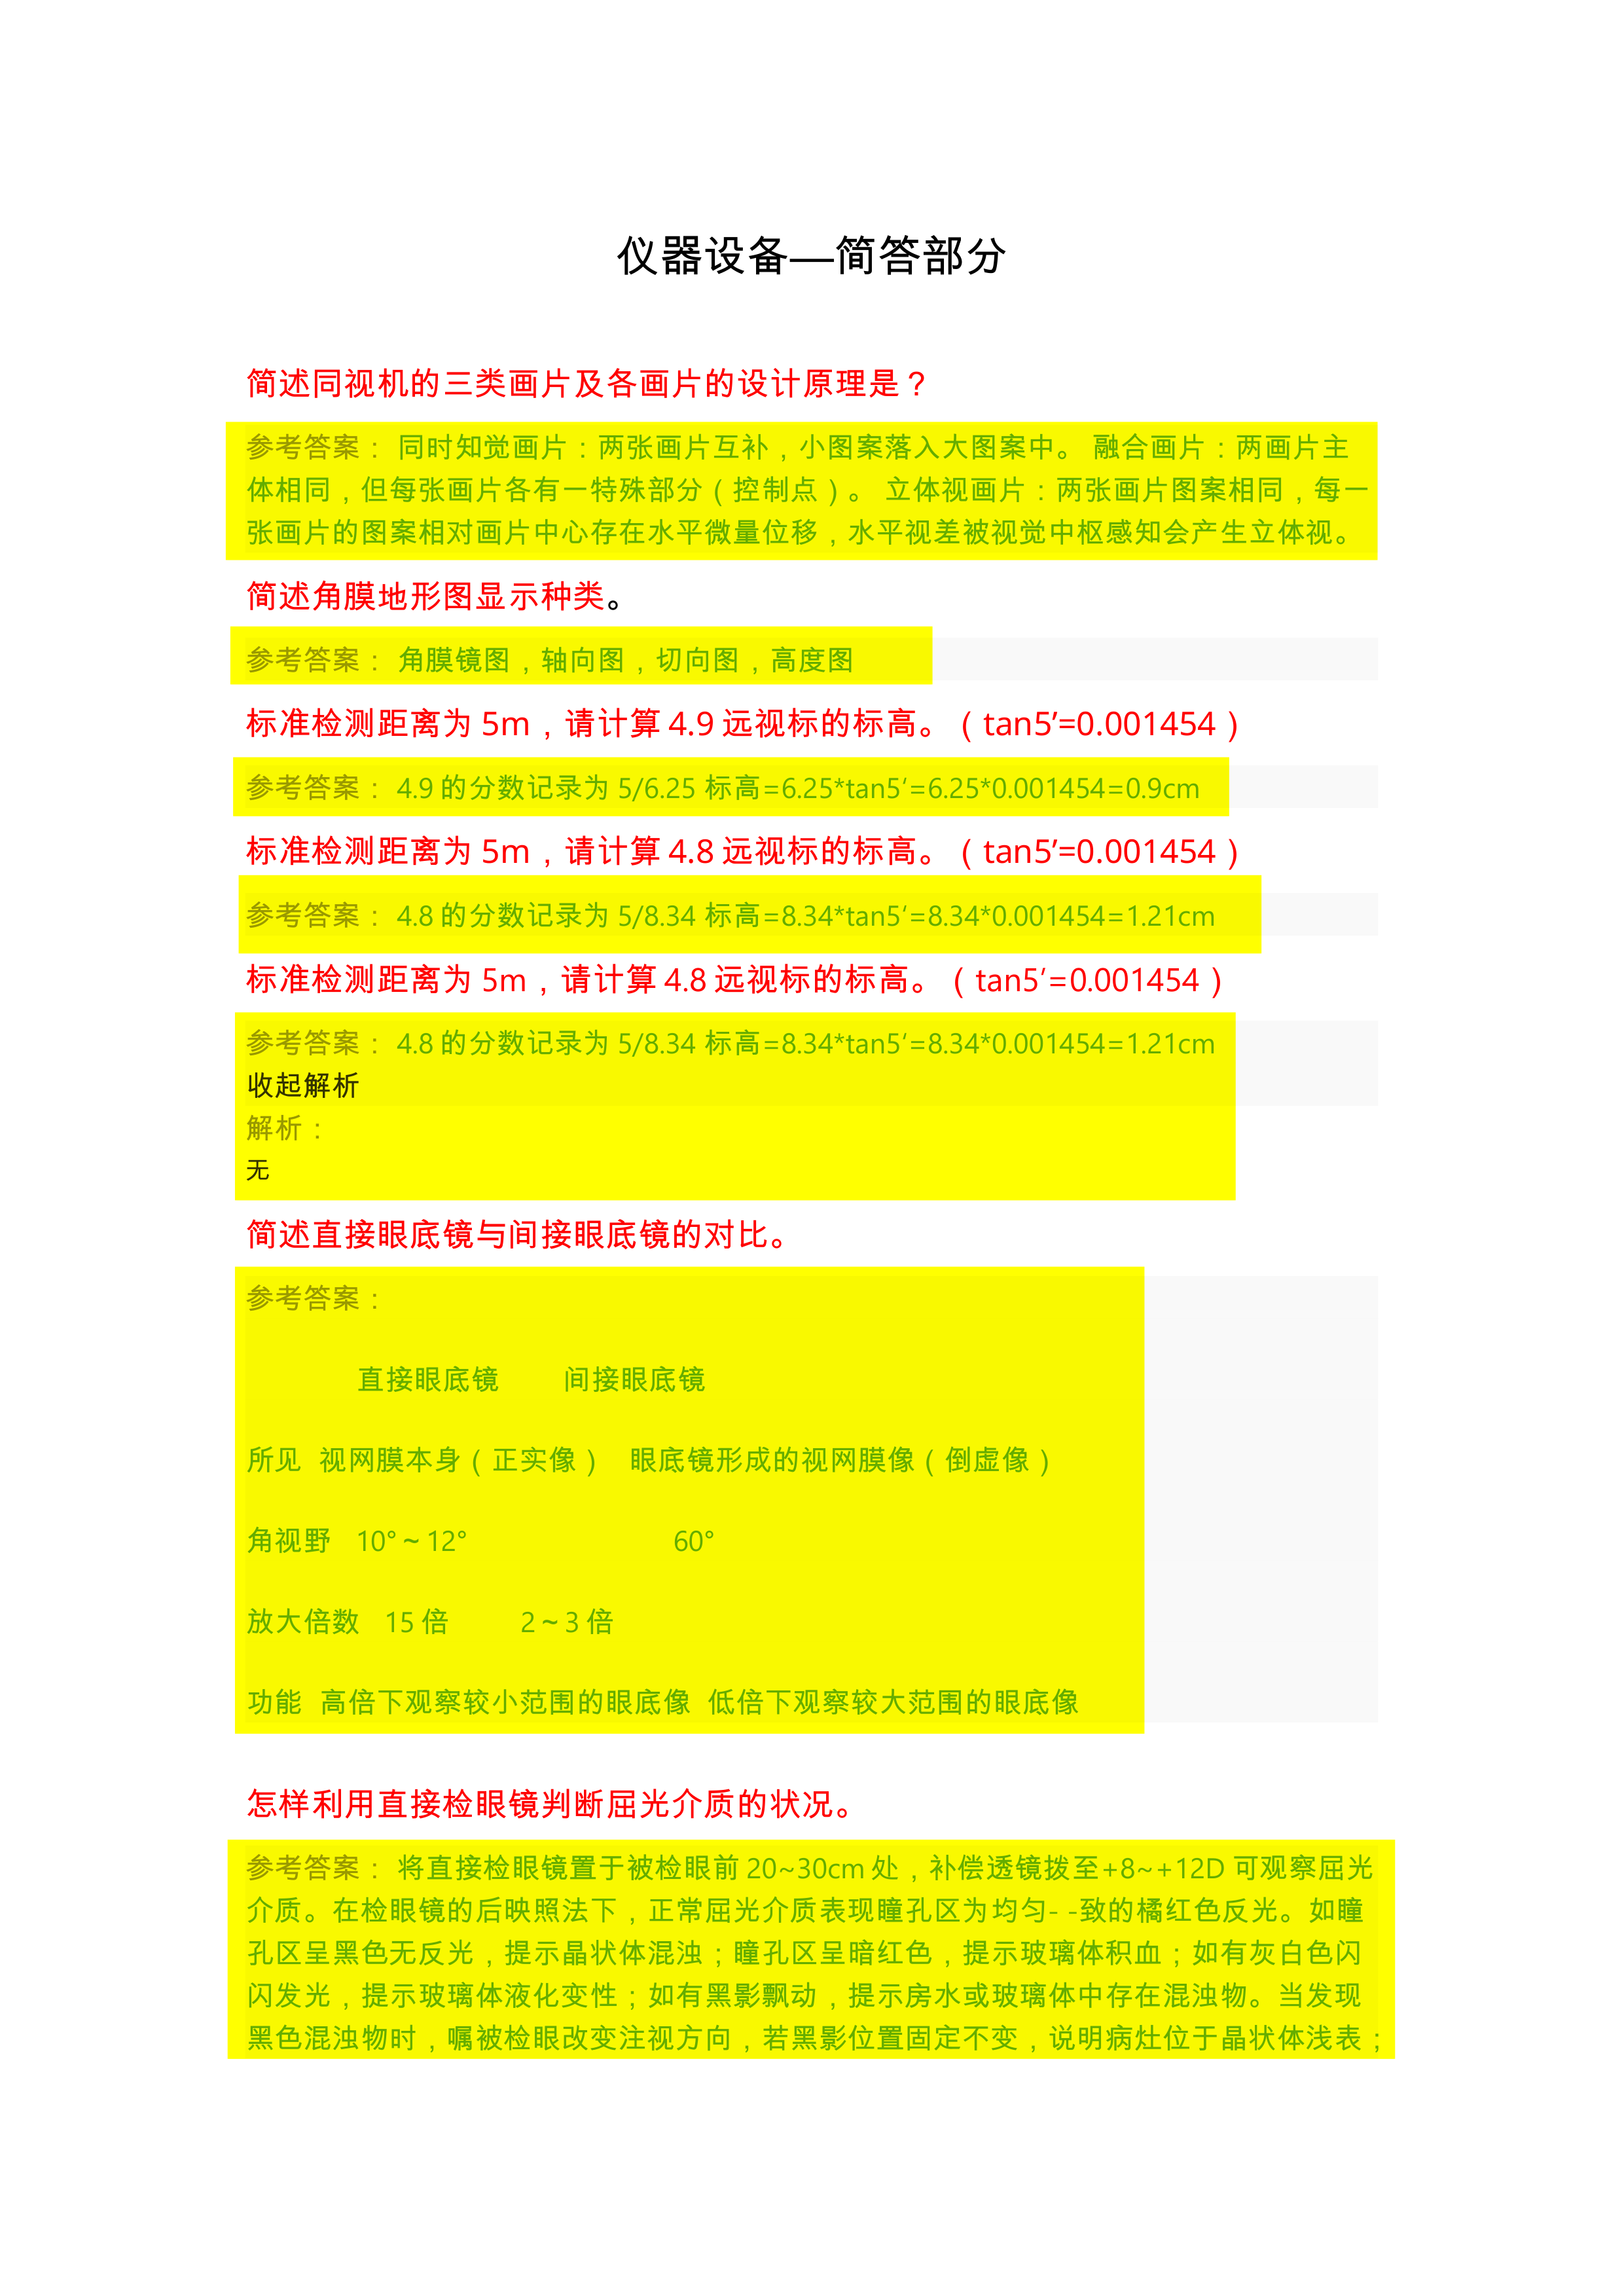 仪器设备—简答部分
简述同视机的三类画片及各画片的设计原理是？
参考答案： 同时知觉画片：两张画片互补，小图案落入大图案中。 融合画片：两画片主
体相同，但每张画片各有一特殊部分（控制点）。 立体视画片：两张画片图案相同，每一
张画片的图案相对画片中心存在水平微量位移，水平视差被视觉中枢感知会产生立体视。
简述角膜地形图显示种类。
参考答案： 角膜镜图，轴向图，切向图，高度图
标准检测距离为 5m，请计算 4.9 远视标的标高。（tan5’=0.001454）
参考答案： 4.9 的分数记录为 5/6.25 标高=6.25*tan5‘=6.25*0.001454=0.9cm
标准检测距离为 5m，请计算 4.8 远视标的标高。（tan5’=0.001454）
参考答案： 4.8 的分数记录为 5/8.34 标高=8.34*tan5‘=8.34*0.001454=1.21cm
标准检测距离为 5m，请计算 4.8 远视标的标高。（tan5‘=0.001454）
参考答案： 4.8 的分数记录为 5/8.34 标高=8.34*tan5‘=8.34*0.001454=1.21cm
收起解析
解析：
无
简述直接眼底镜与间接眼底镜的对比。
参考答案：
直接眼底镜 间接眼底镜
所见 视网膜本身（正实像） 眼底镜形成的视网膜像（倒虚像）
角视野 10°～12° 60°
放大倍数 15 倍 2～3 倍
功能 高倍下观察较小范围的眼底像 低倍下观察较大范围的眼底像
怎样利用直接检眼镜判断屈光介质的状况。
参考答案： 将直接检眼镜置于被检眼前 20~30cm 处，补偿透镜拨至+8~+12D 可观察屈光
介质。在检眼镜的后映照法下，正常屈光介质表现瞳孔区为均匀- -致的橘红色反光。如瞳
孔区呈黑色无反光，提示晶状体混浊；瞳孔区呈暗红色，提示玻璃体积血；如有灰白色闪
闪发光，提示玻璃体液化变性；如有黑影飘动，提示房水或玻璃体中存在混浊物。当发现
黑色混浊物时，嘱被检眼改变注视方向，若黑影位置固定不变，说明病灶位于晶状体浅表；